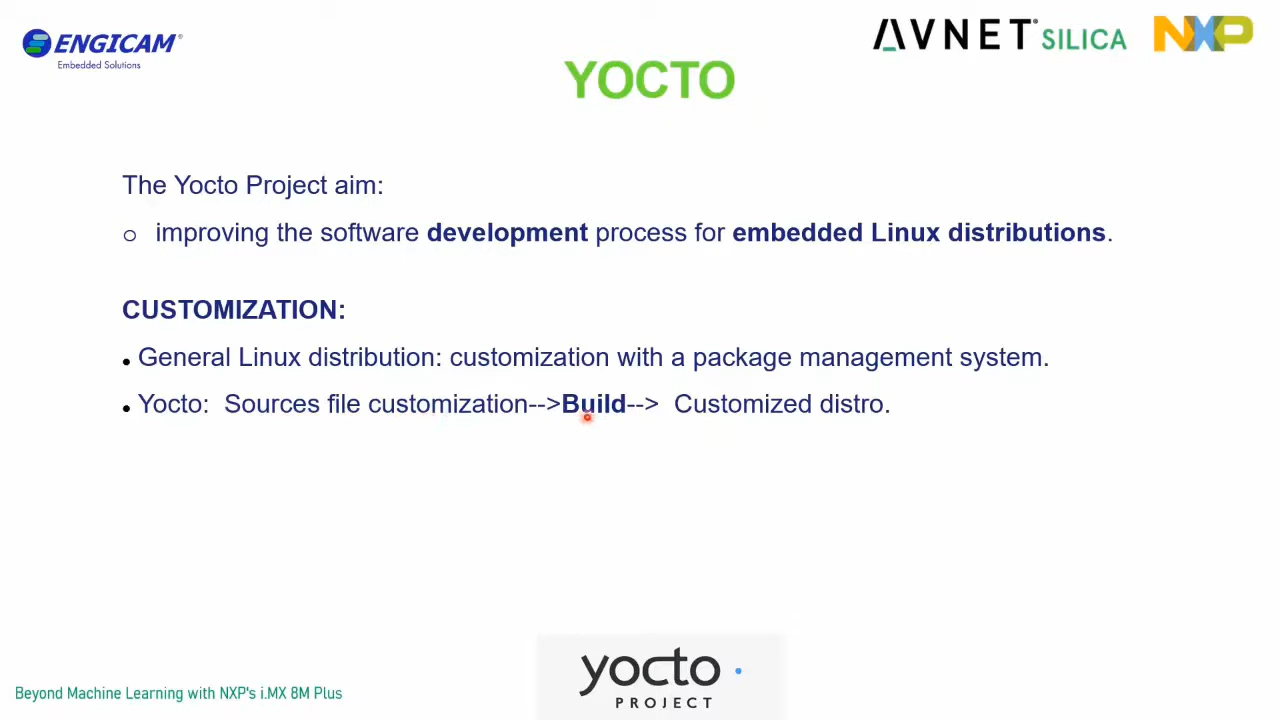 ENGICAM®
Embedded Solutions
AVNET® SILICA
NXP
YOCTO
The Yocto Project aim:
o improving the software development process for embedded Linux distributions.
CUSTOMIZATION:
• General Linux distribution: customization with a package management system.
• Yocto: Sources file customization-->Build--> Customized distro.
yocto
PROJECT
Beyond Machine Learning with NXP's i.MX 8M Plus